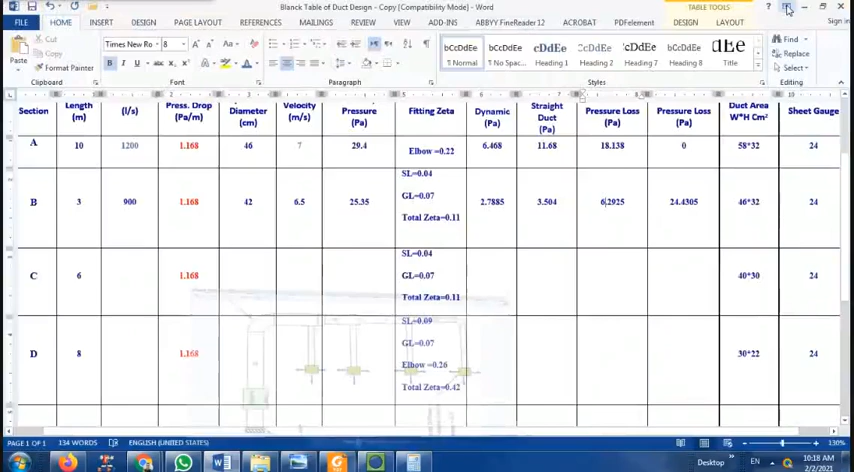 Blanck Table of Duct Design - Copy [Compatibility Mode] - Word
TABLE TOOLS
?
Sign in
FILE HOME INSERT DESIGN PAGE LAYOUT REFERENCES MAILINGS REVIEW VIEW ADD-INS ABBYY FineReader 12 ACROBAT PDFelement DESIGN LAYOUT
Paste
Cut
Copy
Format Painter
Clipboard
Times New Ro 8
B I U
Font
Paragraph
AaBbCcDc AaBbCcDc
¶ Normal ¶ No Spac... Heading 1 Heading 2 Heading 7 Heading 8 Title
Styles
Find
Replace
Select
Editing
Section Length (m) (l/s) Press. Drop (Pa/m) Diameter (cm) Velocity (m/s) Pressure (Pa) Fitting Zeta Dynamic (Pa) Straight Duct (Pa) Pressure Loss (Pa) Pressure Loss (Pa) Duct Area W*H Cm² Sheet Gauge
A 10 1200 1.168 46 7 29.4 Elbow =0.22 6.468 11.68 18.138 0 58*32 24
SL=0.04
GL=0.07
B 3 900 1.168 42 6.5 25.35 Total Zeta=0.11 2.7885 3.504 6.2925 24.4305 46*32 24
SL=0.04
C 6 1.168 GL=0.07 40*30 24
Total Zeta=0.11
SL=0.09
GL=0.07
D 8 1.168 Elbow =0.26 30*22 24
Total Zeta=0.42
PAGE 1 OF 1 134 WORDS ENGLISH (UNITED STATES) 130%
Desktop EN 10:18 AM
2/2/2021